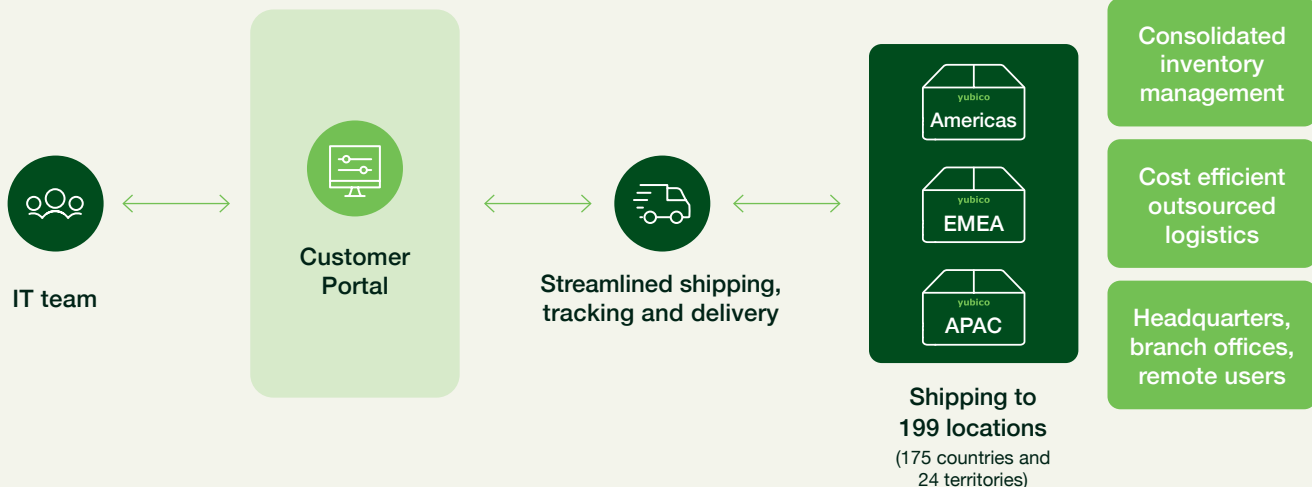 IT team
Customer
Portal
Streamlined shipping,
tracking and delivery
yubico
Americas
yubico
EMEA
yubico
APAC
Shipping to
199 locations
(175 countries and
24 territories)
Consolidated
inventory
management
Cost efficient
outsourced
logistics
Headquarters,
branch offices,
remote users